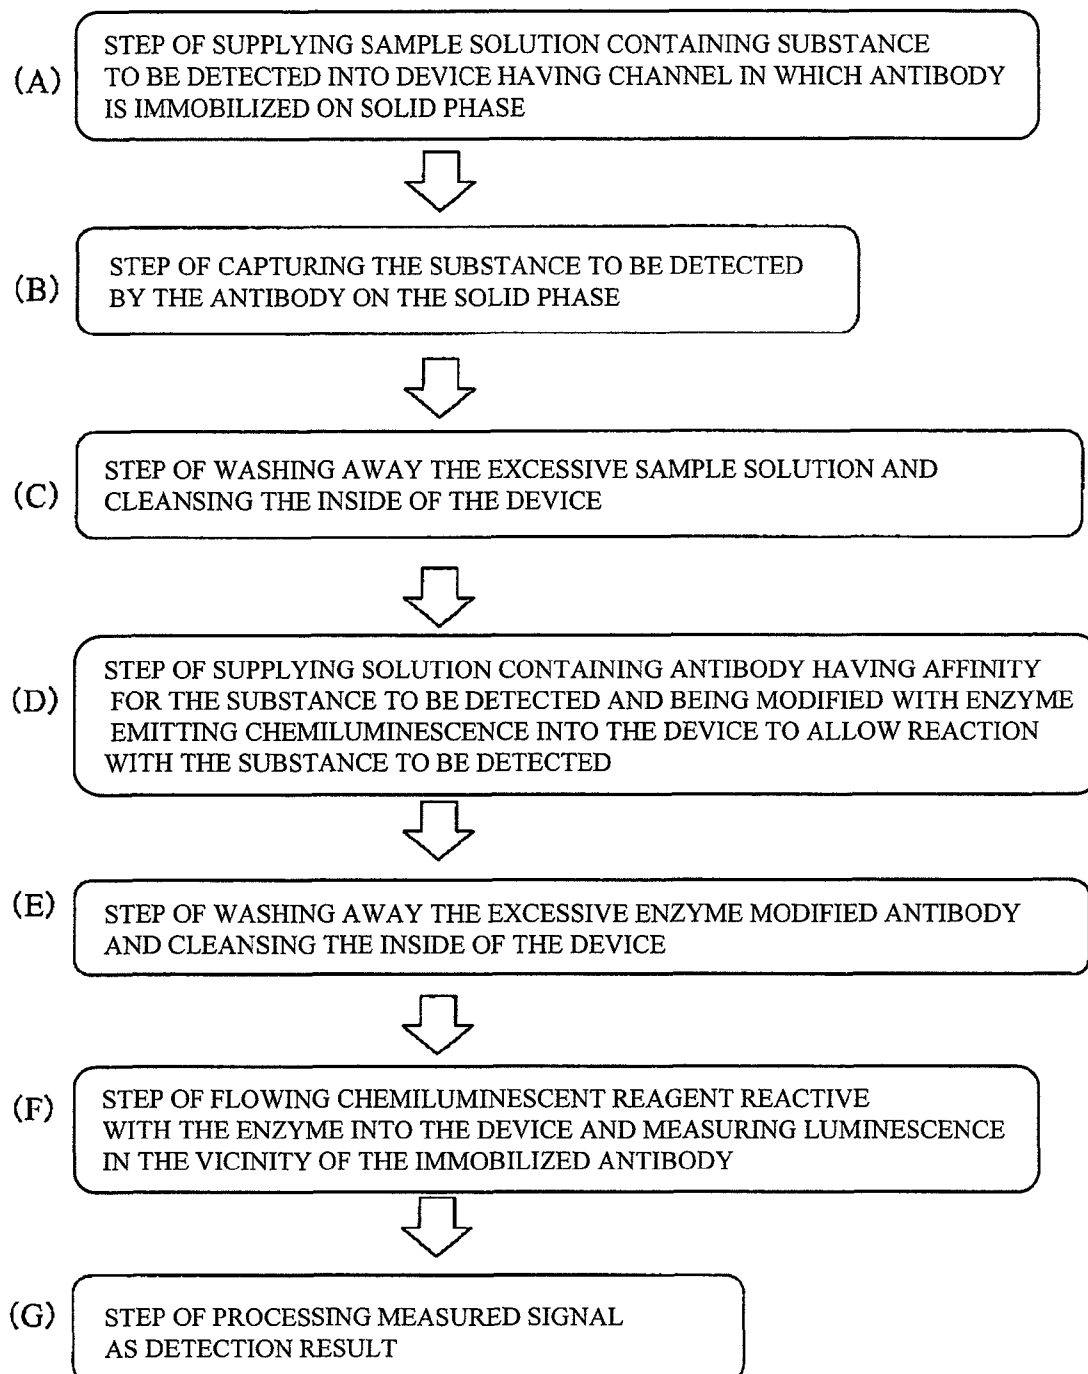 (A)
STEP OF SUPPLYING SAMPLE SOLUTION CONTAINING SUBSTANCE
TO BE DETECTED INTO DEVICE HAVING CHANNEL IN WHICH ANTIBODY
IS IMMOBILIZED ON SOLID PHASE
(B)
STEP OF CAPTURING THE SUBSTANCE TO BE DETECTED
BY THE ANTIBODY ON THE SOLID PHASE
(C)
STEP OF WASHING AWAY THE EXCESSIVE SAMPLE SOLUTION AND
CLEANSING THE INSIDE OF THE DEVICE
(D)
STEP OF SUPPLYING SOLUTION CONTAINING ANTIBODY HAVING AFFINITY
FOR THE SUBSTANCE TO BE DETECTED AND BEING MODIFIED WITH ENZYME
EMITTING CHEMILUMINESCENCE INTO THE DEVICE TO ALLOW REACTION
WITH THE SUBSTANCE TO BE DETECTED
(E)
STEP OF WASHING AWAY THE EXCESSIVE ENZYME MODIFIED ANTIBODY
AND CLEANSING THE INSIDE OF THE DEVICE
(F)
STEP OF FLOWING CHEMILUMINESCENT REAGENT REACTIVE
WITH THE ENZYME INTO THE DEVICE AND MEASURING LUMINESCENCE
IN THE VICINITY OF THE IMMOBILIZED ANTIBODY
(G)
STEP OF PROCESSING MEASURED SIGNAL
AS DETECTION RESULT